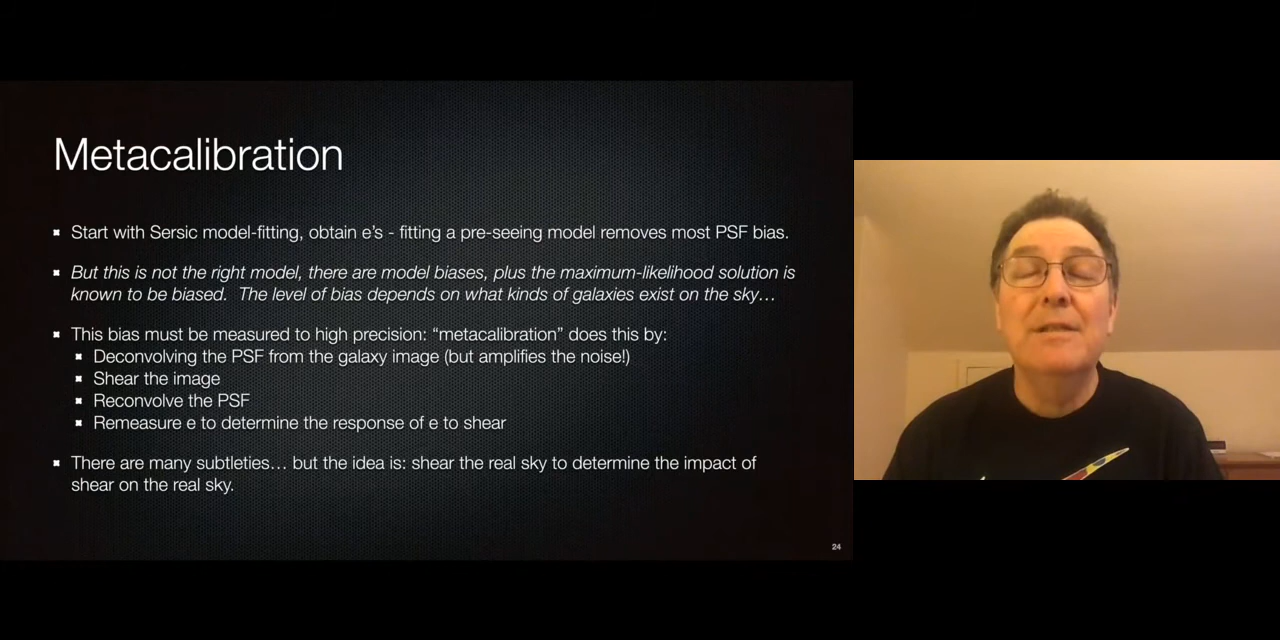 Metacalibration
Start with Sersic model-fitting, obtain e's - fitting a pre-seeing model removes most PSF bias.
But this is not the right model, there are model biases, plus the maximum-likelihood solution is
known to be biased.  The level of bias depends on what kinds of galaxies exist on the sky…
This bias must be measured to high precision: “metacalibration” does this by:
Deconvolving the PSF from the galaxy image (but amplifies the noise!)
Shear the image
Reconvolve the PSF
Remeasure e to determine the response of e to shear
There are many subtleties… but the idea is: shear the real sky to determine the impact of
shear on the real sky.
24